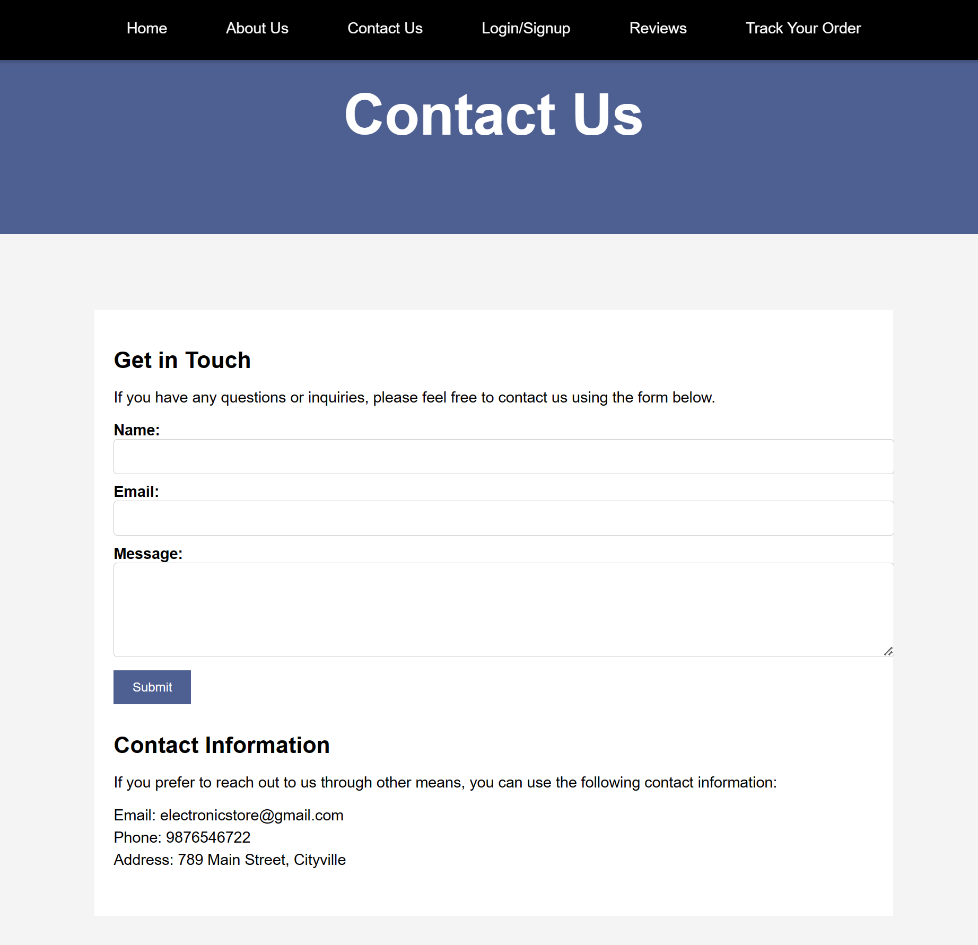 Home About Us Contact Us Login/Signup Reviews Track Your Order
Contact Us
Get in Touch
If you have any questions or inquiries, please feel free to contact us using the form below.
Name:
Email:
Message:
Submit
Contact Information
If you prefer to reach out to us through other means, you can use the following contact information:
Email: electronicstore@gmail.com
Phone: 9876546722
Address: 789 Main Street, Cityville